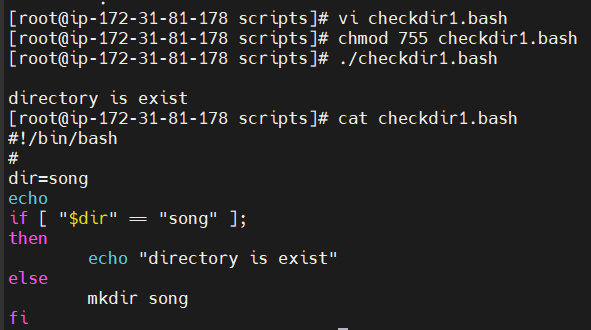 [root@ip-172-31-81-178 scripts]# vi checkdir1.bash
[root@ip-172-31-81-178 scripts]# chmod 755 checkdir1.bash
[root@ip-172-31-81-178 scripts]# ./checkdir1.bash

directory is exist
[root@ip-172-31-81-178 scripts]# cat checkdir1.bash
#!/bin/bash
#
dir=song
echo
if [ "$dir" == "song" ];
then
        echo "directory is exist"
else
        mkdir song
fi